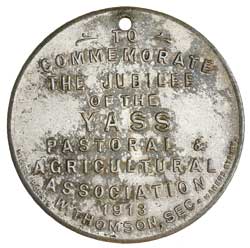 TO
COMMEMORATE
THE JUBILEE
OF THE
YASS
PASTORAL &
AGRICULTURAL
ASSOCIATION
1913
W. THOMSON, SEC.